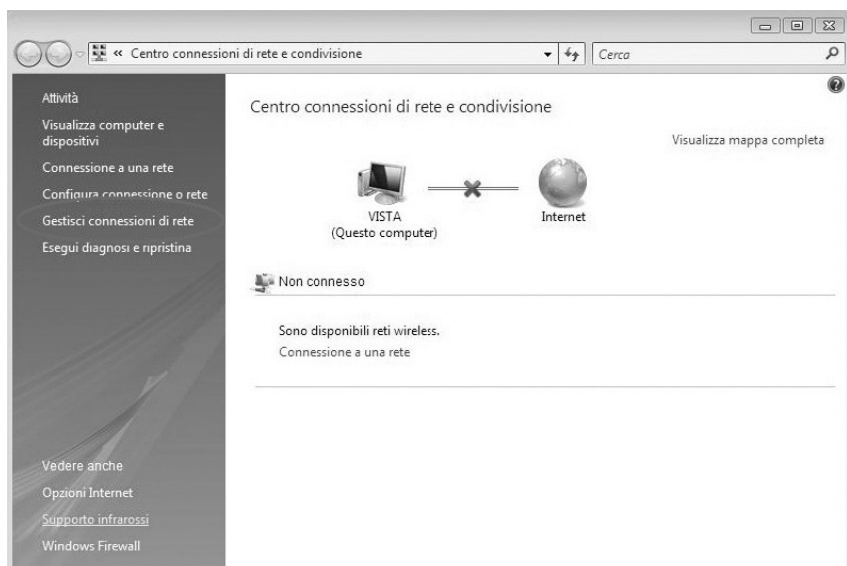 « Centro connessioni di rete e condivisione
Cerca
Attività
Visualizza computer e
dispositivi
Connessione a una rete
Configura connessione o rete
Gestisci connessioni di rete
Esegui diagnosi e ripristina
Vedere anche
Opzioni Internet
Supporto infrarossi
Windows Firewall
Centro connessioni di rete e condivisione
Visualizza mappa completa
VISTA
(Questo computer)
Internet
Non connesso
Sono disponibili reti wireless.
Connessione a una rete